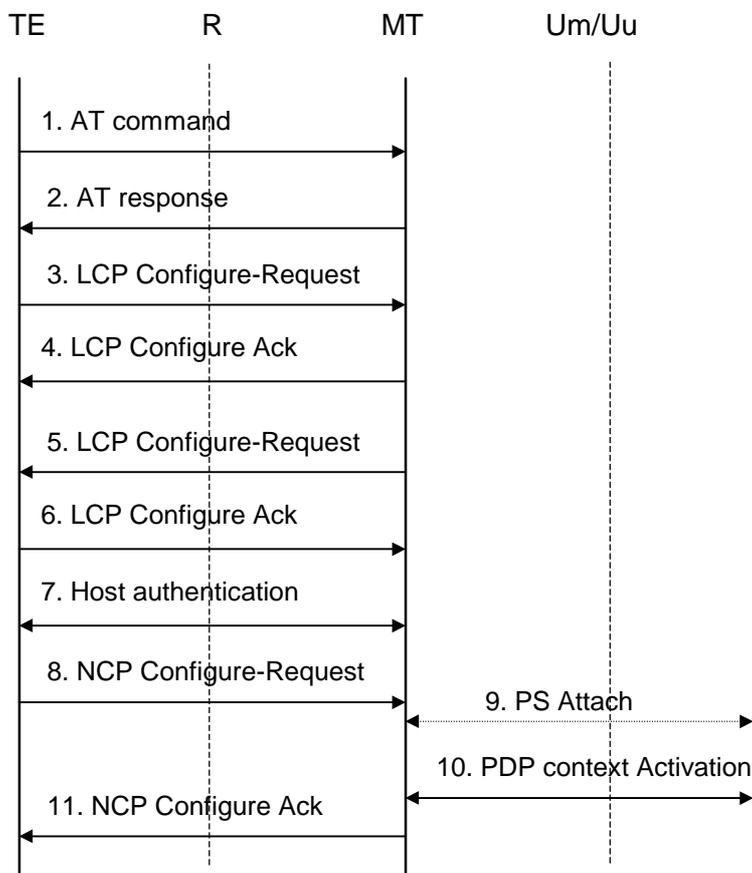 TE R MT Um/Uu
1. AT command
2. AT response
3. LCP Configure-Request
4. LCP Configure Ack
5. LCP Configure-Request
6. LCP Configure Ack
7. Host authentication
8. NCP Configure-Request
9. PS Attach
10. PDP context Activation
11. NCP Configure Ack